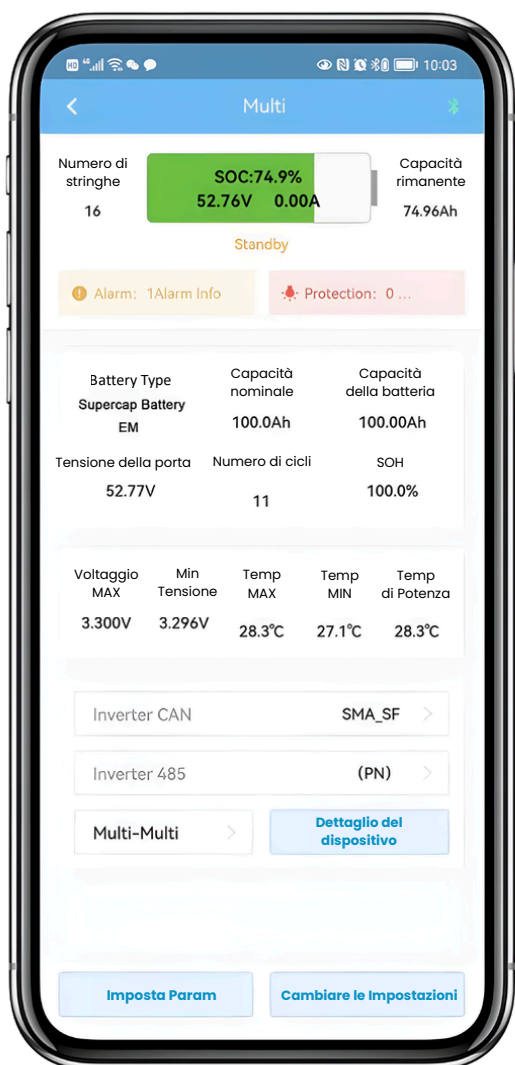 HD 10:03
Multi
Numero di
stringhe
16
SOC:74.9%
52.76V 0.00A
Capacità
rimanente
74.96Ah
Standby
Alarm: 1Alarm Info
Protection: 0 ...
Battery Type
Supercap Battery
EM
Capacità
nominale
100.0Ah
Capacità
della batteria
100.00Ah
Tensione della porta
52.77V
Numero di cicli
11
SOH
100.0%
Voltaggio
MAX
3.300V
Min
Tensione
3.296V
Temp
MAX
28.3℃
Temp
MIN
27.1℃
Temp
di Potenza
28.3℃
Inverter CAN SMA_SF
Inverter 485 (PN)
Multi-Multi
Dettaglio del
dispositivo
Imposta Param
Cambiare le Impostazioni